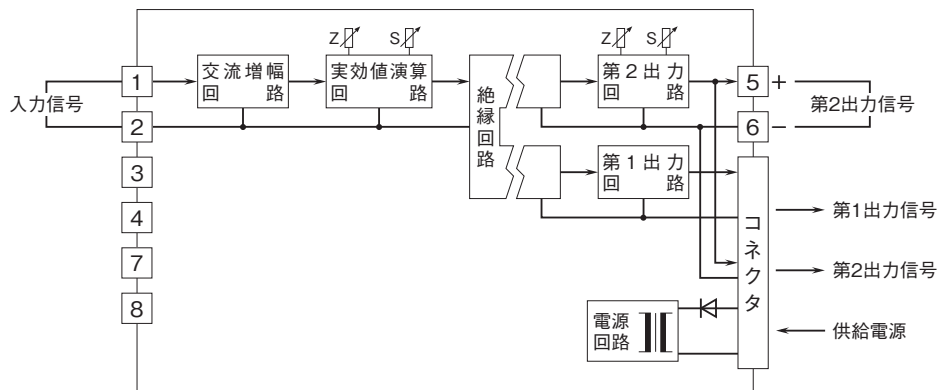 Z
S
Z
S
1
交流増幅
回路
実効値演算
回路
絶縁回路
第2出力
回路
5
+
入力信号
第2出力信号
2
6
−
3
第1出力
回路
4
コネクタ
第1出力信号
7
第2出力信号
8
電源
回路
供給電源